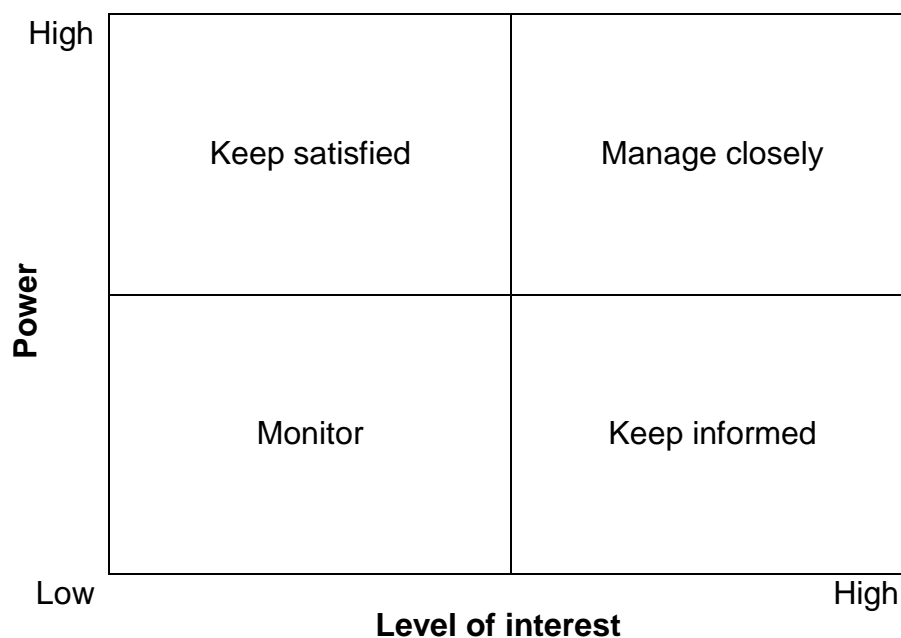 High
Keep satisfied
Manage closely
Power
Monitor
Keep informed
Low
High
Level of interest